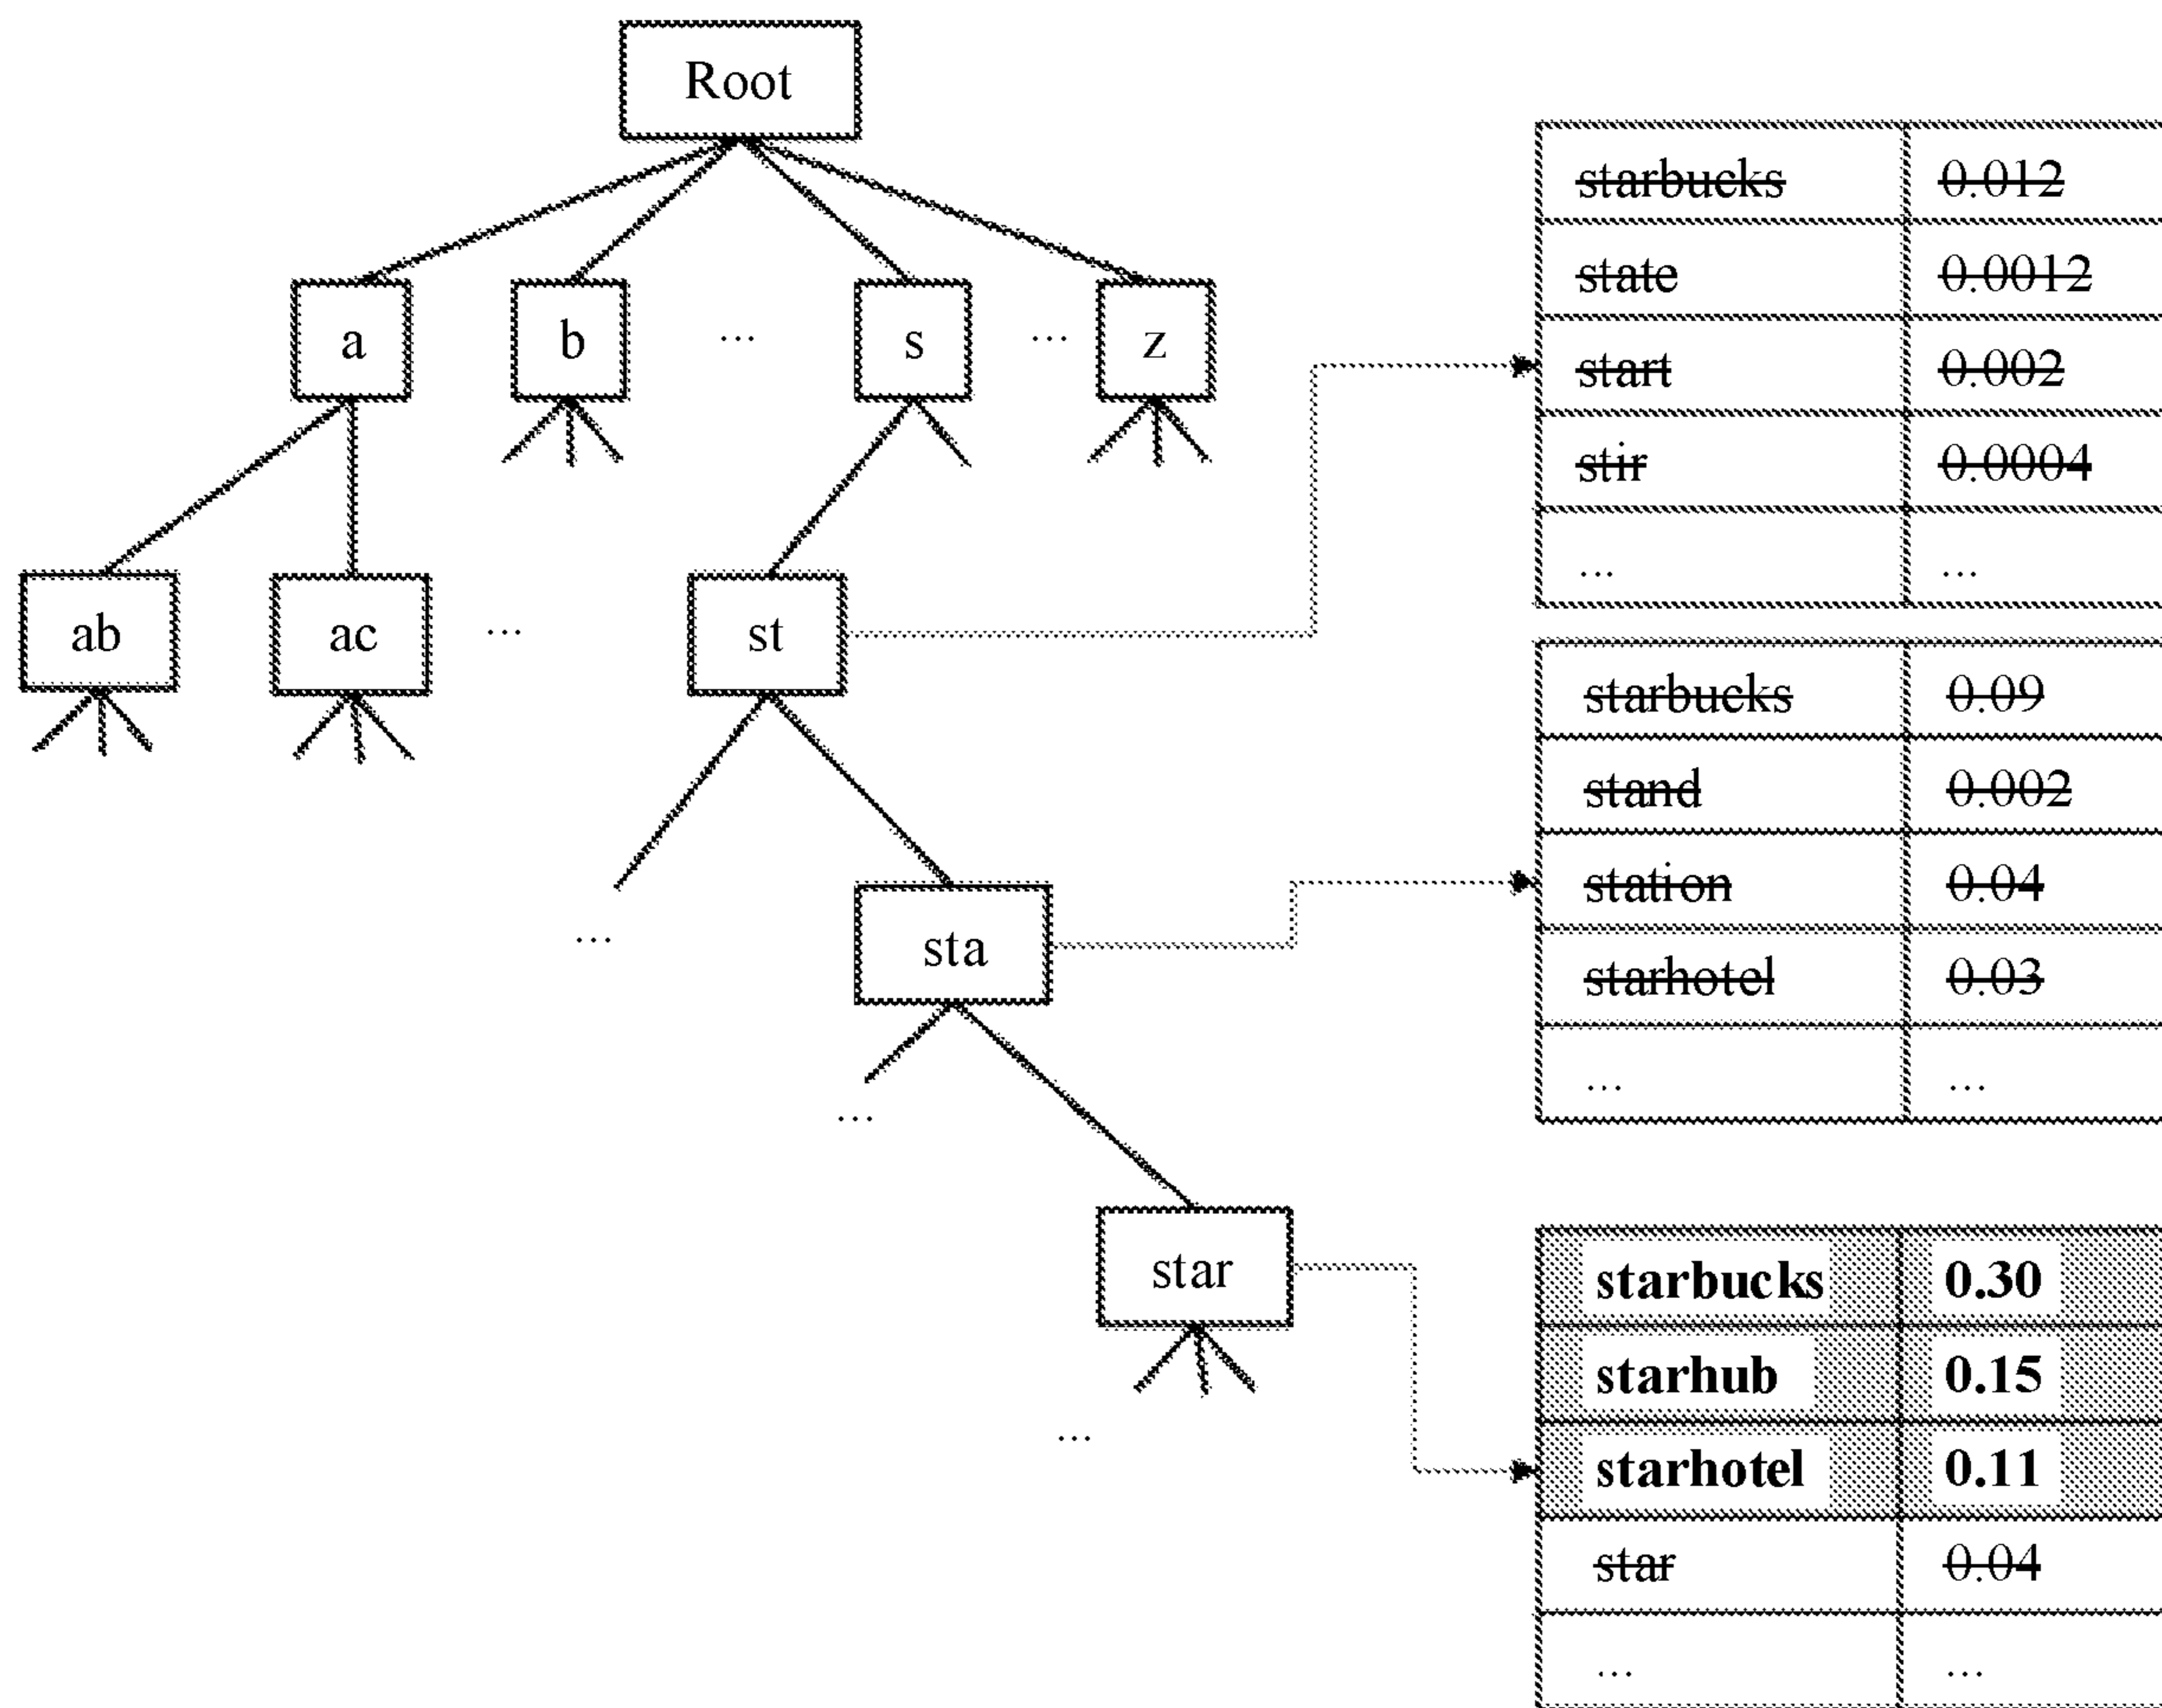 Root
a b ... s ... z
ab ac ... st
...
sta
...
star
...
starbucks 0.012
state 0.0012
start 0.002
stir 0.0004
... ...
starbucks 0.09
stand 0.002
station 0.04
starhotel 0.03
... ...
starbucks 0.30
starhub 0.15
starhotel 0.11
star 0.04
... ...